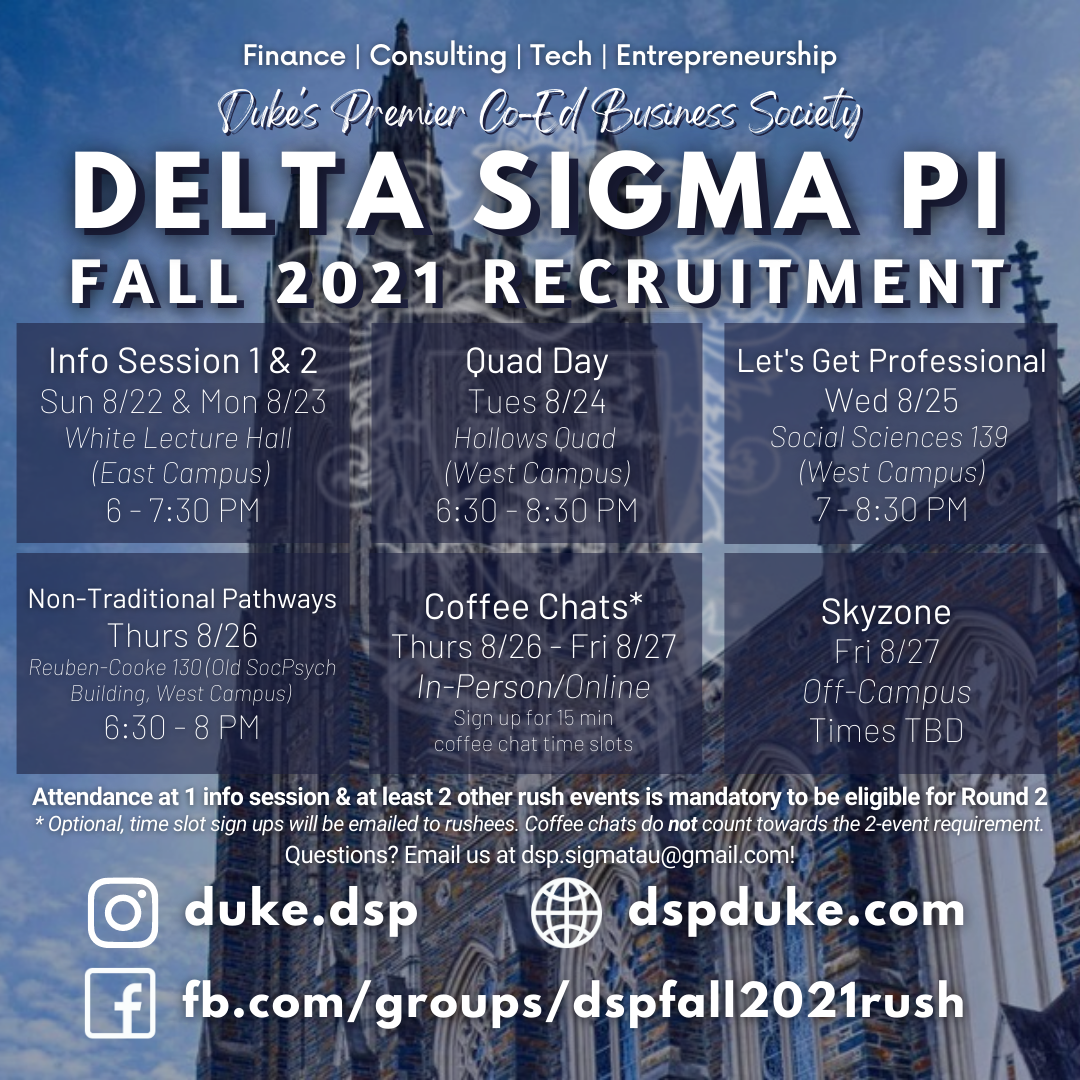 Finance | Consulting | Tech | Entrepreneurship
Duke's Premier Co-Ed Business Society
DELTA SIGMA PI
FALL 2021 RECRUITMENT
Info Session 1 & 2
Sun 8/22 & Mon 8/23
White Lecture Hall
(East Campus)
6 - 7:30 PM
Quad Day
Tues 8/24
Hollows Quad
(West Campus)
6:30 - 8:30 PM
Let's Get Professional
Wed 8/25
Social Sciences 139
(West Campus)
7 - 8:30 PM
Non-Traditional Pathways
Thurs 8/26
Reuben-Cooke 130 (Old SocPsych
Building, West Campus)
6:30 - 8 PM
Coffee Chats*
Thurs 8/26 - Fri 8/27
In-Person/Online
Sign up for 15 min
coffee chat time slots
Skyzone
Fri 8/27
Off-Campus
Times TBD
Attendance at 1 info session & at least 2 other rush events is mandatory to be eligible for Round 2
* Optional, time slot sign ups will be emailed to rushees. Coffee chats do not count towards the 2-event requirement.
Questions? Email us at dsp.sigmatau@gmail.com!
duke.dsp
dspduke.com
fb.com/groups/dspfall2021rush